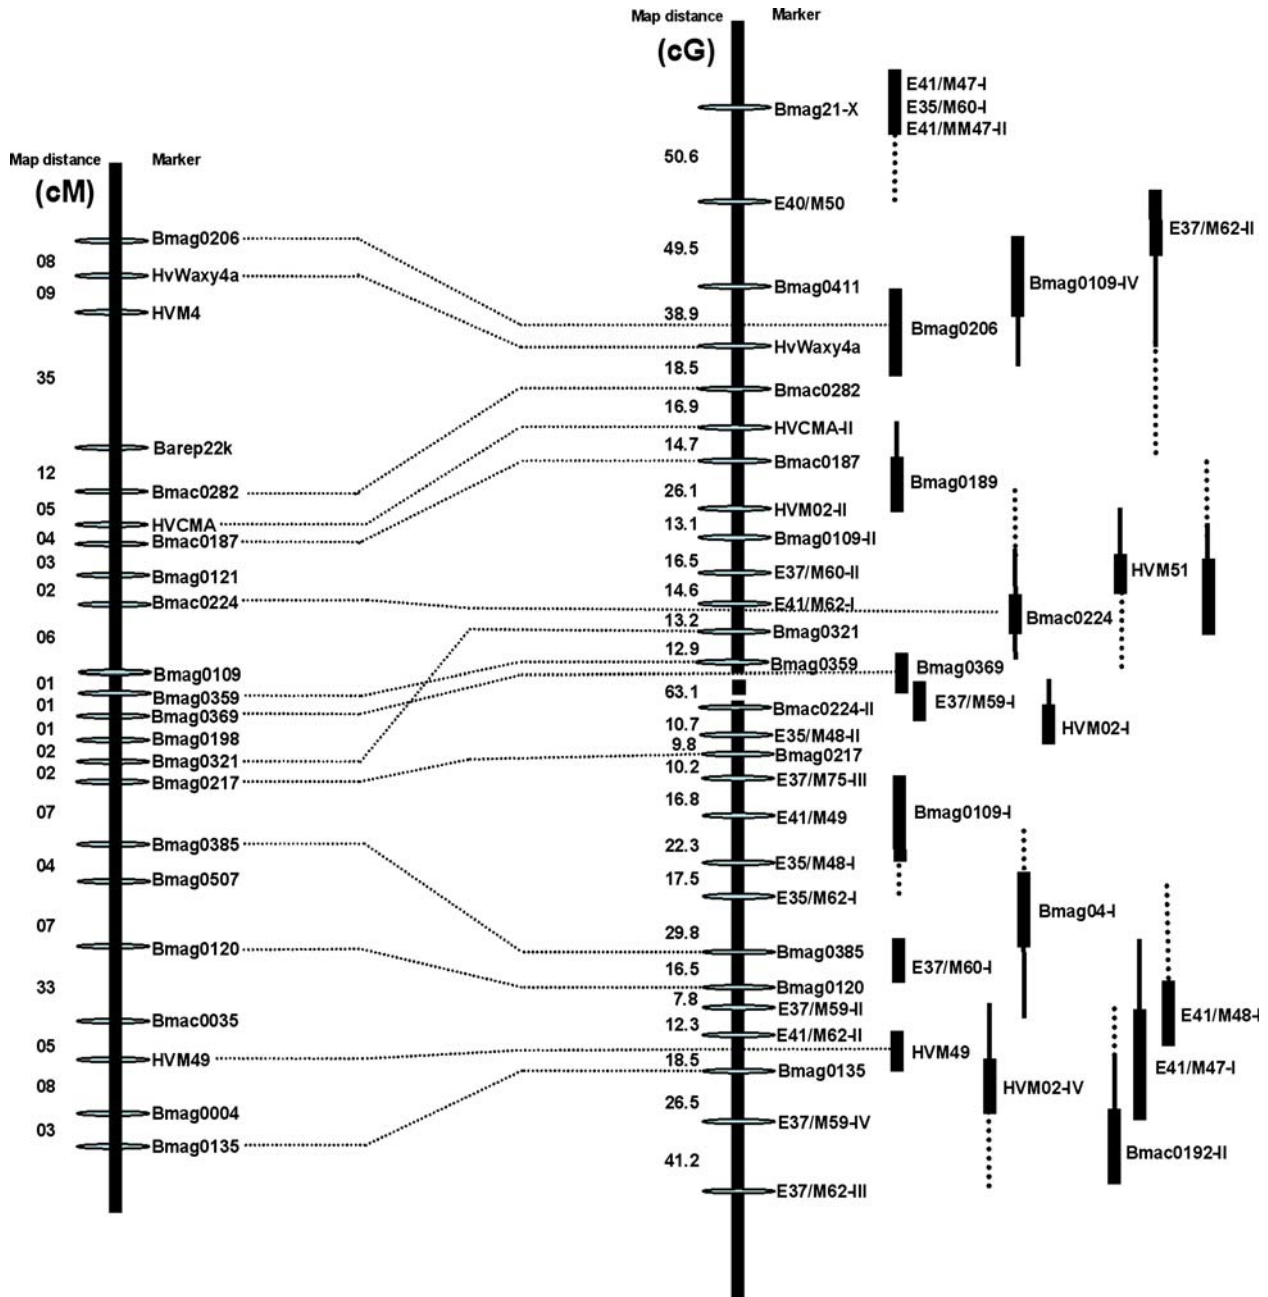 Map distance Marker
(cM)
Bmag0206
08
HvWaxy4a
09
HVM4
35
Barep22k
12
Bmac0282
05
HVCMA
04
Bmac0187
03
Bmag0121
02
Bmac0224
06
Bmag0109
01
Bmag0359
01
Bmag0369
01
Bmag0198
02
Bmag0321
02
Bmag0217
07
Bmag0385
04
Bmag0507
07
Bmag0120
33
Bmac0035
05
HVM49
08
Bmag0004
03
Bmag0135
Map distance Marker
(cG)
Bmag21-X
50.6
E40/M50
49.5
Bmag0411
38.9
HvWaxy4a
18.5
Bmac0282
16.9
HVCMA-II
14.7
Bmac0187
26.1
HVM02-II
13.1
Bmag0109-II
16.5
E37/M60-II
14.6
E41/M62-I
13.2
Bmag0321
12.9
Bmag0359
63.1
Bmac0224-II
10.7
E35/M48-II
9.8
Bmag0217
10.2
E37/M75-III
16.8
E41/M49
22.3
E35/M48-I
17.5
E35/M62-I
29.8
Bmag0385
16.5
Bmag0120
7.8
E37/M59-II
12.3
E41/M62-II
18.5
Bmag0135
26.5
E37/M59-IV
41.2
E37/M62-III
E41/M47-I
E35/M60-I
E41/MM47-II
E37/M62-II
Bmag0109-IV
Bmag0206
Bmag0189
HVM51
Bmac0224
Bmag0369
E37/M59-I
HVM02-I
Bmag0109-I
Bmag04-I
E37/M60-I
E41/M48-I
HVM49
E41/M47-I
HVM02-IV
Bmac0192-II